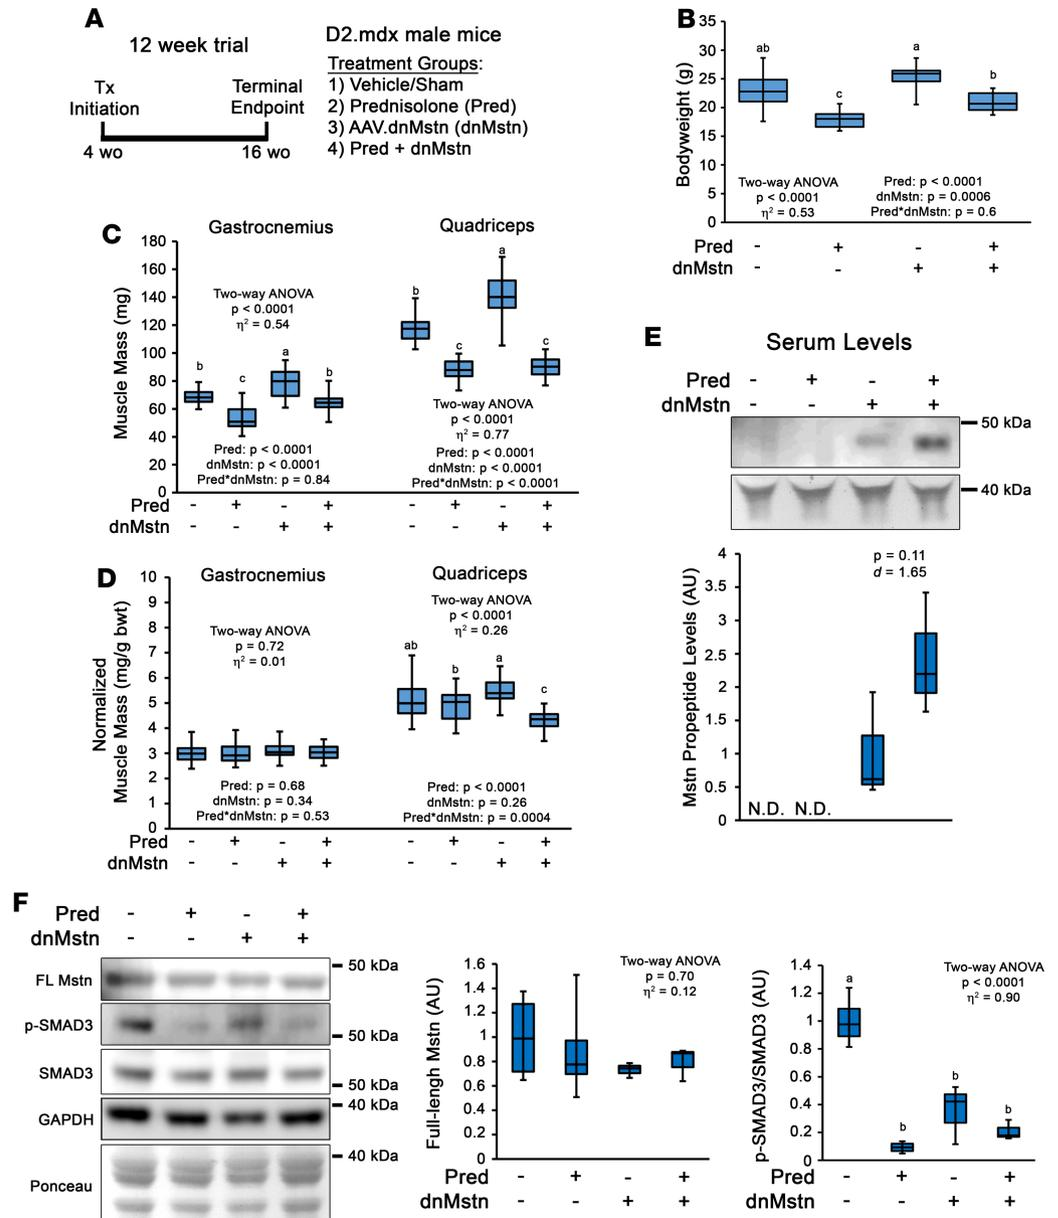 A
12 week trial
Tx
Initiation
Terminal
Endpoint
4 wo
16 wo
D2.mdx male mice
Treatment Groups:
1) Vehicle/Sham
2) Prednisolone (Pred)
3) AAV.dnMstn (dnMstn)
4) Pred + dnMstn
B
Bodyweight (g)
35
30
25
20
15
10
5
0
ab
c
a
b
Two-way ANOVA
p < 0.0001
η² = 0.53
Pred: p < 0.0001
dnMstn: p = 0.0006
Pred*dnMstn: p = 0.6
Pred - + - +
dnMstn - - + +
C
Gastrocnemius
Quadriceps
Muscle Mass (mg)
180
160
140
120
100
80
60
40
20
0
Two-way ANOVA
p < 0.0001
η² = 0.54
b
c
a
b
Pred: p < 0.0001
dnMstn: p < 0.0001
Pred*dnMstn: p = 0.84
b
c
a
c
Two-way ANOVA
p < 0.0001
η² = 0.77
Pred: p < 0.0001
dnMstn: p < 0.0001
Pred*dnMstn: p < 0.0001
Pred - + - + - + - +
dnMstn - - + + - - + +
D
Gastrocnemius
Quadriceps
Normalized
Muscle Mass (mg/g bwt)
10
9
8
7
6
5
4
3
2
1
0
Two-way ANOVA
p = 0.72
η² = 0.01
Pred: p = 0.68
dnMstn: p = 0.34
Pred*dnMstn: p = 0.53
Two-way ANOVA
p < 0.0001
η² = 0.26
ab
b
a
c
Pred: p < 0.0001
dnMstn: p = 0.26
Pred*dnMstn: p = 0.0004
Pred - + - + - + - +
dnMstn - - + + - - + +
E
Serum Levels
Pred - + - +
dnMstn - - + +
50 kDa
40 kDa
Mstn Propeptide Levels (AU)
4
3.5
3
2.5
2
1.5
1
0.5
0
p = 0.11
d = 1.65
N.D. N.D.
F
Pred - + - +
dnMstn - - + +
FL Mstn
50 kDa
p-SMAD3
50 kDa
SMAD3
50 kDa
GAPDH
40 kDa
Ponceau
40 kDa
Full-lengh Mstn (AU)
1.6
1.4
1.2
1
0.8
0.6
0.4
0.2
0
Two-way ANOVA
p = 0.70
η² = 0.12
Pred - + - +
dnMstn - - + +
p-SMAD3/SMAD3 (AU)
1.4
1.2
1
0.8
0.6
0.4
0.2
0
Two-way ANOVA
p < 0.0001
η² = 0.90
a
b
b
b
Pred - + - +
dnMstn - - + +